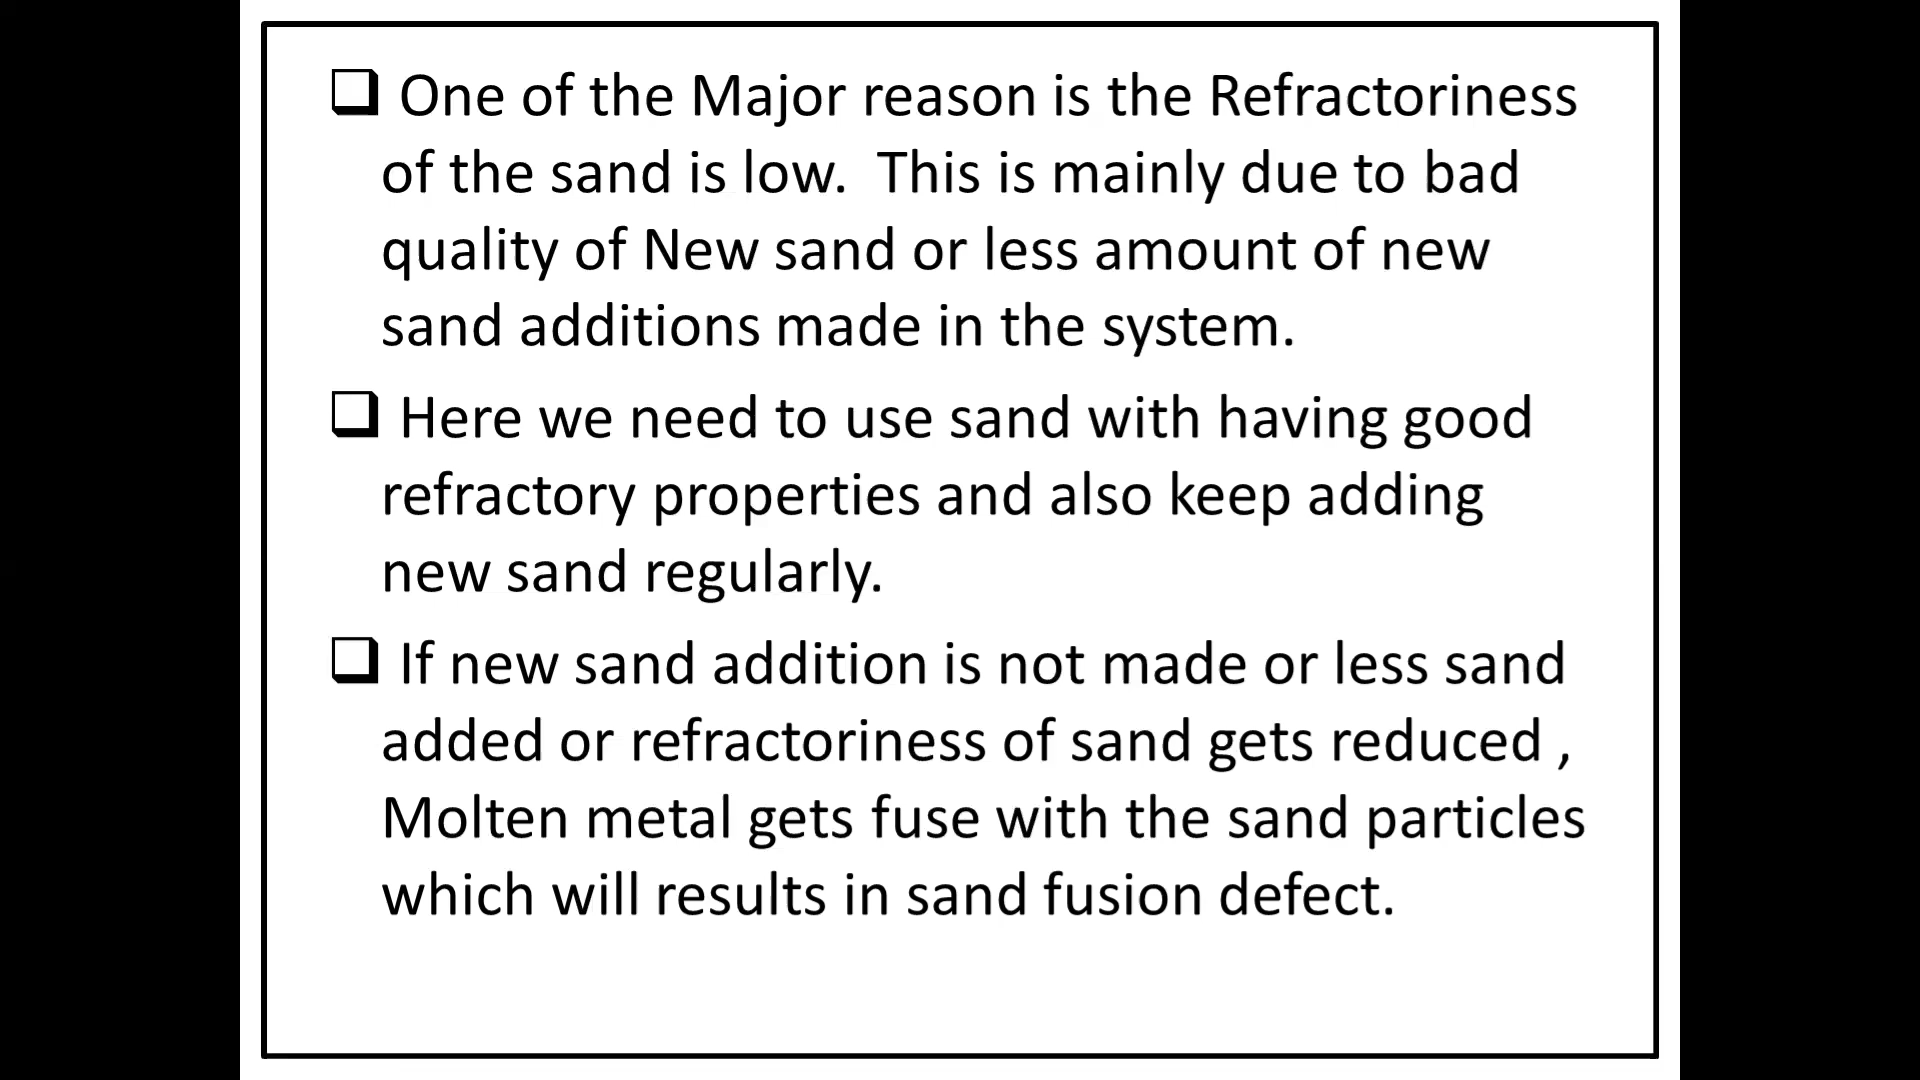 ❑ One of the Major reason is the Refractoriness
of the sand is low.  This is mainly due to bad
quality of New sand or less amount of new
sand additions made in the system.
❑ Here we need to use sand with having good
refractory properties and also keep adding
new sand regularly.
❑ If new sand addition is not made or less sand
added or refractoriness of sand gets reduced ,
Molten metal gets fuse with the sand particles
which will results in sand fusion defect.